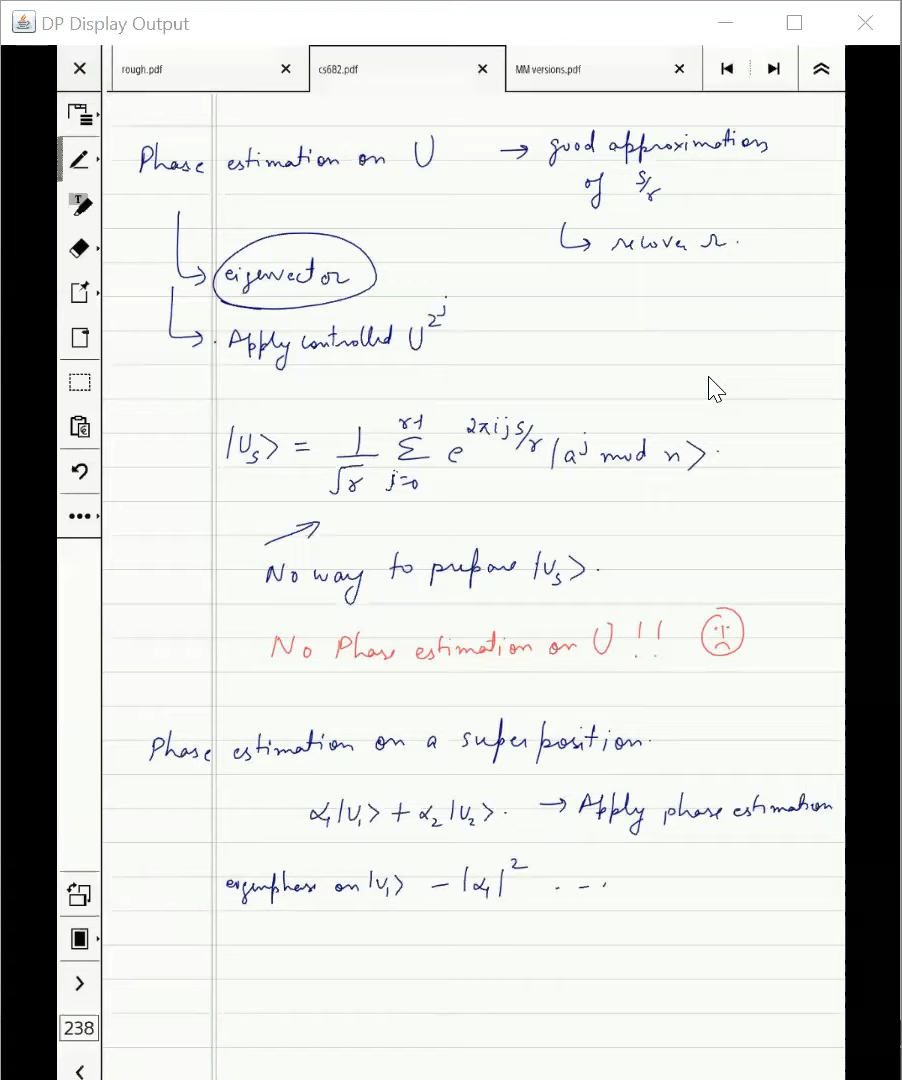 DP Display Output
rough.pdf
cs682.pdf
MM versions.pdf
Phase estimation on U → good approximation
of s/r
↳ recover r.
↳ eigenvector
↳ . Apply controlled U^{2^j}
|U_s> = 1/√r Σ_{j=0}^{r-1} e^{2πijs/r} |a^j mod n>.
No way to prepare |U_s>.
No Phase estimation on U !!
Phase estimation on a superposition.
α_1|U_1> + α_2|U_2>. → Apply phase estimation
eigenphase on |U_1> - |α_1|^2 . - - .
238